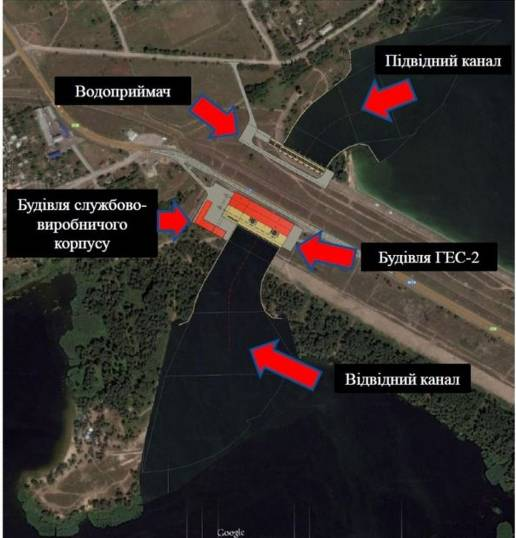 Підвідний канал
Водоприймач
Будівля службово-
виробничого
корпусу
Будівля ГЕС-2
Відвідний канал
Google